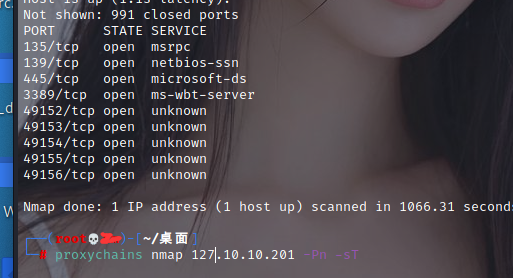 Host is up (1.1s latency).
Not shown: 991 closed ports
PORT      STATE SERVICE
135/tcp   open  msrpc
139/tcp   open  netbios-ssn
445/tcp   open  microsoft-ds
3389/tcp  open  ms-wbt-server
49152/tcp open  unknown
49153/tcp open  unknown
49154/tcp open  unknown
49155/tcp open  unknown
49156/tcp open  unknown
Nmap done: 1 IP address (1 host up) scanned in 1066.31 seconds
(root💀)-[~/桌面]
# proxychains nmap 127.10.10.201 -Pn -sT